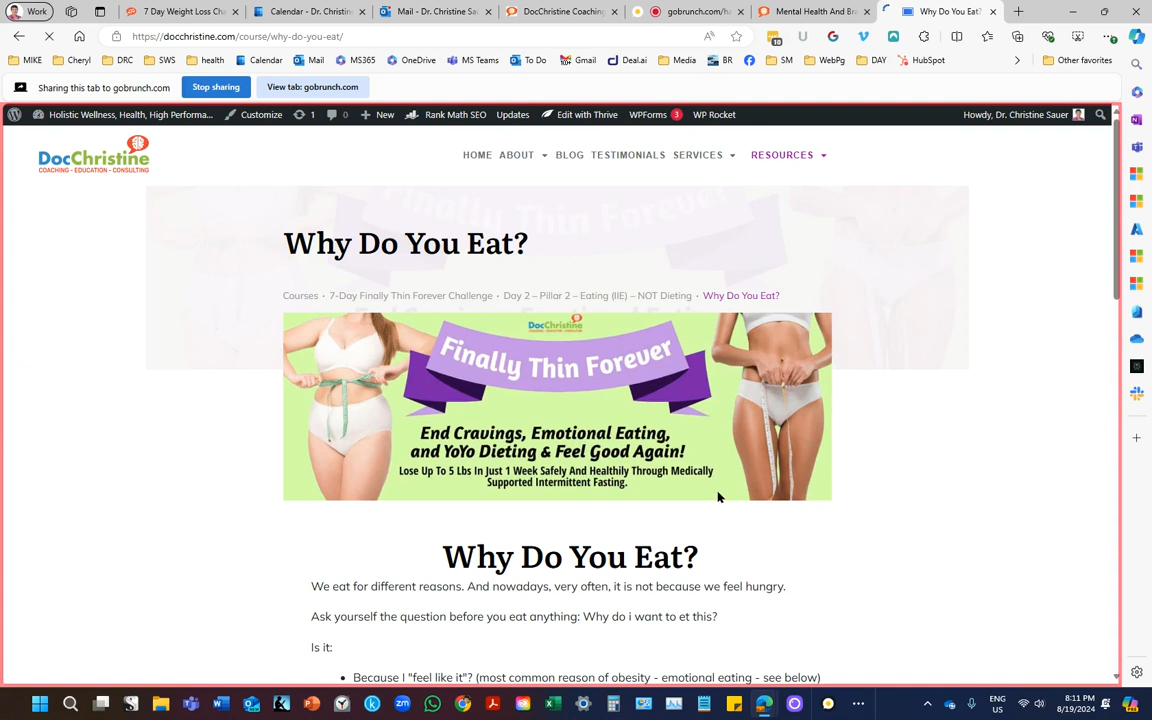 Work
7 Day Weight Loss Cha
Calendar - Dr. Christine
Mail - Dr. Christine Sau
DocChristine Coaching
gobrunch.com/ha
Mental Health And Bra
Why Do You Eat?
https://docchristine.com/course/why-do-you-eat/
10
MIKE
Cheryl
DRC
SWS
health
Calendar
Mail
MS365
OneDrive
MS Teams
To Do
Gmail
Deal.ai
Media
BR
SM
WebPg
DAY
HubSpot
Other favorites
Sharing this tab to gobrunch.com
Stop sharing
View tab: gobrunch.com
Holistic Wellness, Health, High Performa...
Customize
1
0
New
Rank Math SEO
Updates
Edit with Thrive
WPForms 3
WP Rocket
Howdy, Dr. Christine Sauer
DocChristine
COACHING - EDUCATION - CONSULTING
HOME
ABOUT
BLOG
TESTIMONIALS
SERVICES
RESOURCES
Finally Thin Forever
Why Do You Eat?
Courses • 7-Day Finally Thin Forever Challenge • Day 2 – Pillar 2 – Eating (IIE) – NOT Dieting • Why Do You Eat?
DocChristine
Finally Thin Forever
End Cravings, Emotional Eating,
and YoYo Dieting & Feel Good Again!
Lose Up To 5 Lbs In Just 1 Week Safely And Healthily Through Medically
Supported Intermittent Fasting.
Why Do You Eat?
We eat for different reasons. And nowadays, very often, it is not because we feel hungry.
Ask yourself the question before you eat anything: Why do i want to et this?
Is it:
• Because I "feel like it"? (most common reason of obesity - emotional eating - see below)
ENG
US
8:11 PM
8/19/2024